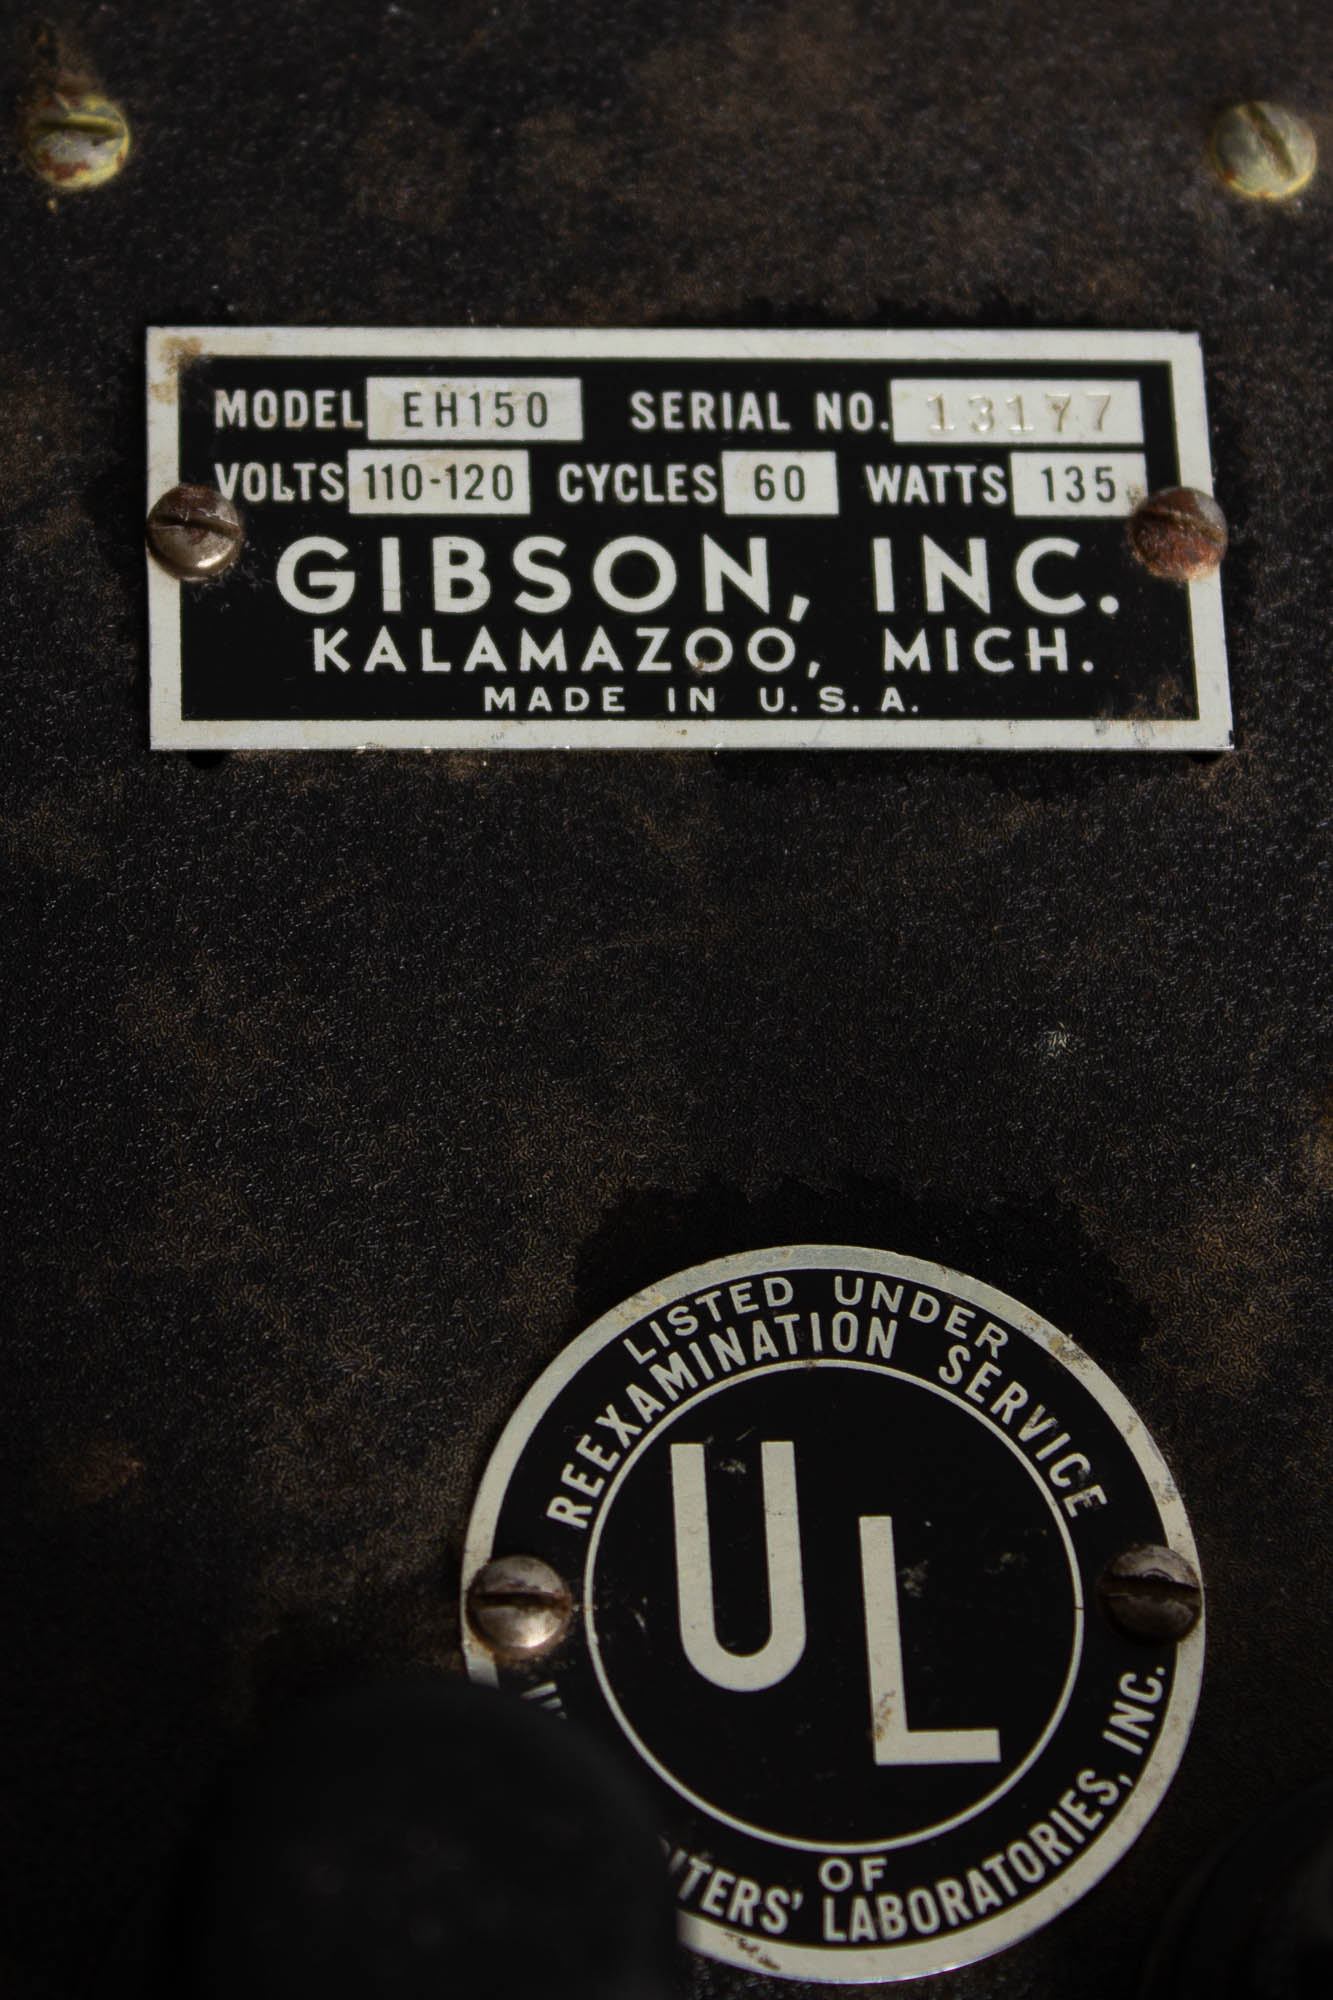 MODEL EH150 SERIAL NO. 13177
VOLTS 110-120 CYCLES 60 WATTS 135
GIBSON, INC.
KALAMAZOO, MICH.
MADE IN U.S.A.
LISTED UNDER
REEXAMINATION SERVICE
UL
OF
LABORATORIES, INC.